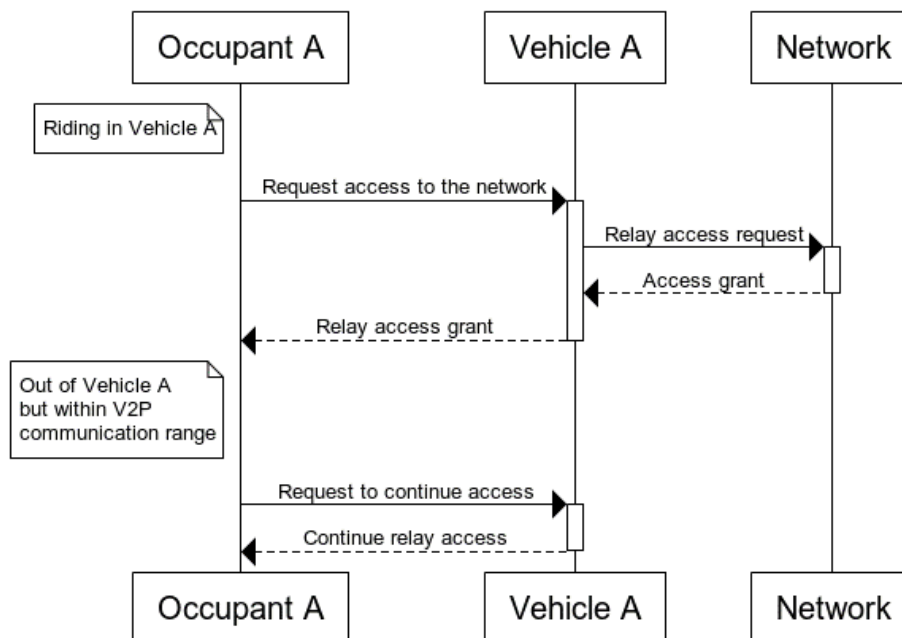 Occupant A
Vehicle A
Network
Riding in Vehicle A
Request access to the network
Relay access request
Access grant
Relay access grant
Out of Vehicle A
but within V2P
communication range
Request to continue access
Continue relay access
Occupant A
Vehicle A
Network